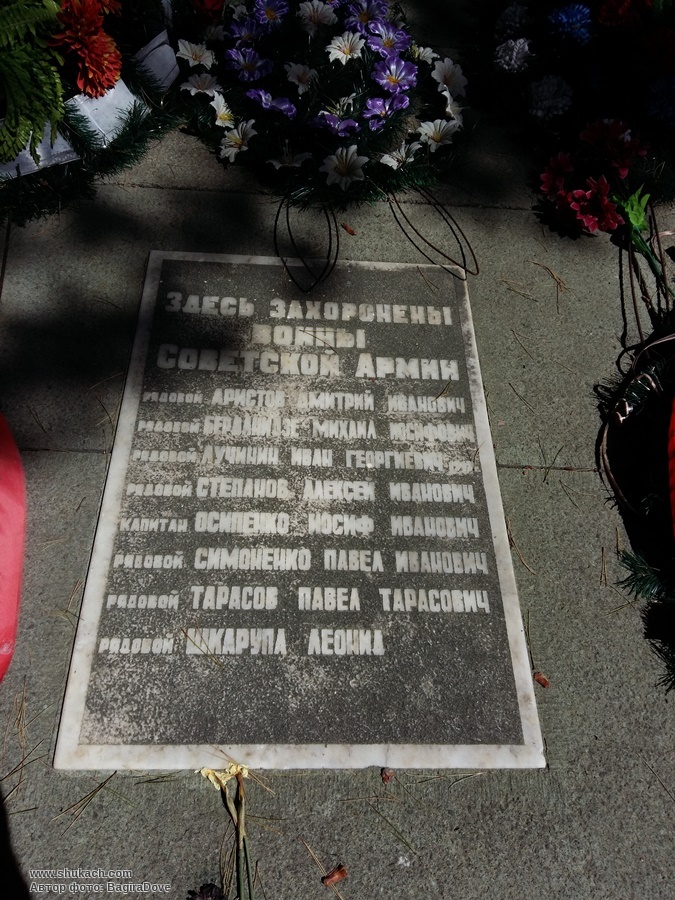 Здесь захоронены
воины
Советской Армии
рядовой Аристов Дмитрий Иванович
рядовой Михаил Иосифович
рядовой Лучинин Иван Георгиевич
рядовой Степанов Алексей Иванович
капитан Осипенко Иосиф Иванович
рядовой Симоненко Павел Иванович
рядовой Тарасов Павел Тарасович
рядовой Шкарупа Леонид
www.shukach.com
Автор фото: BagiraDove